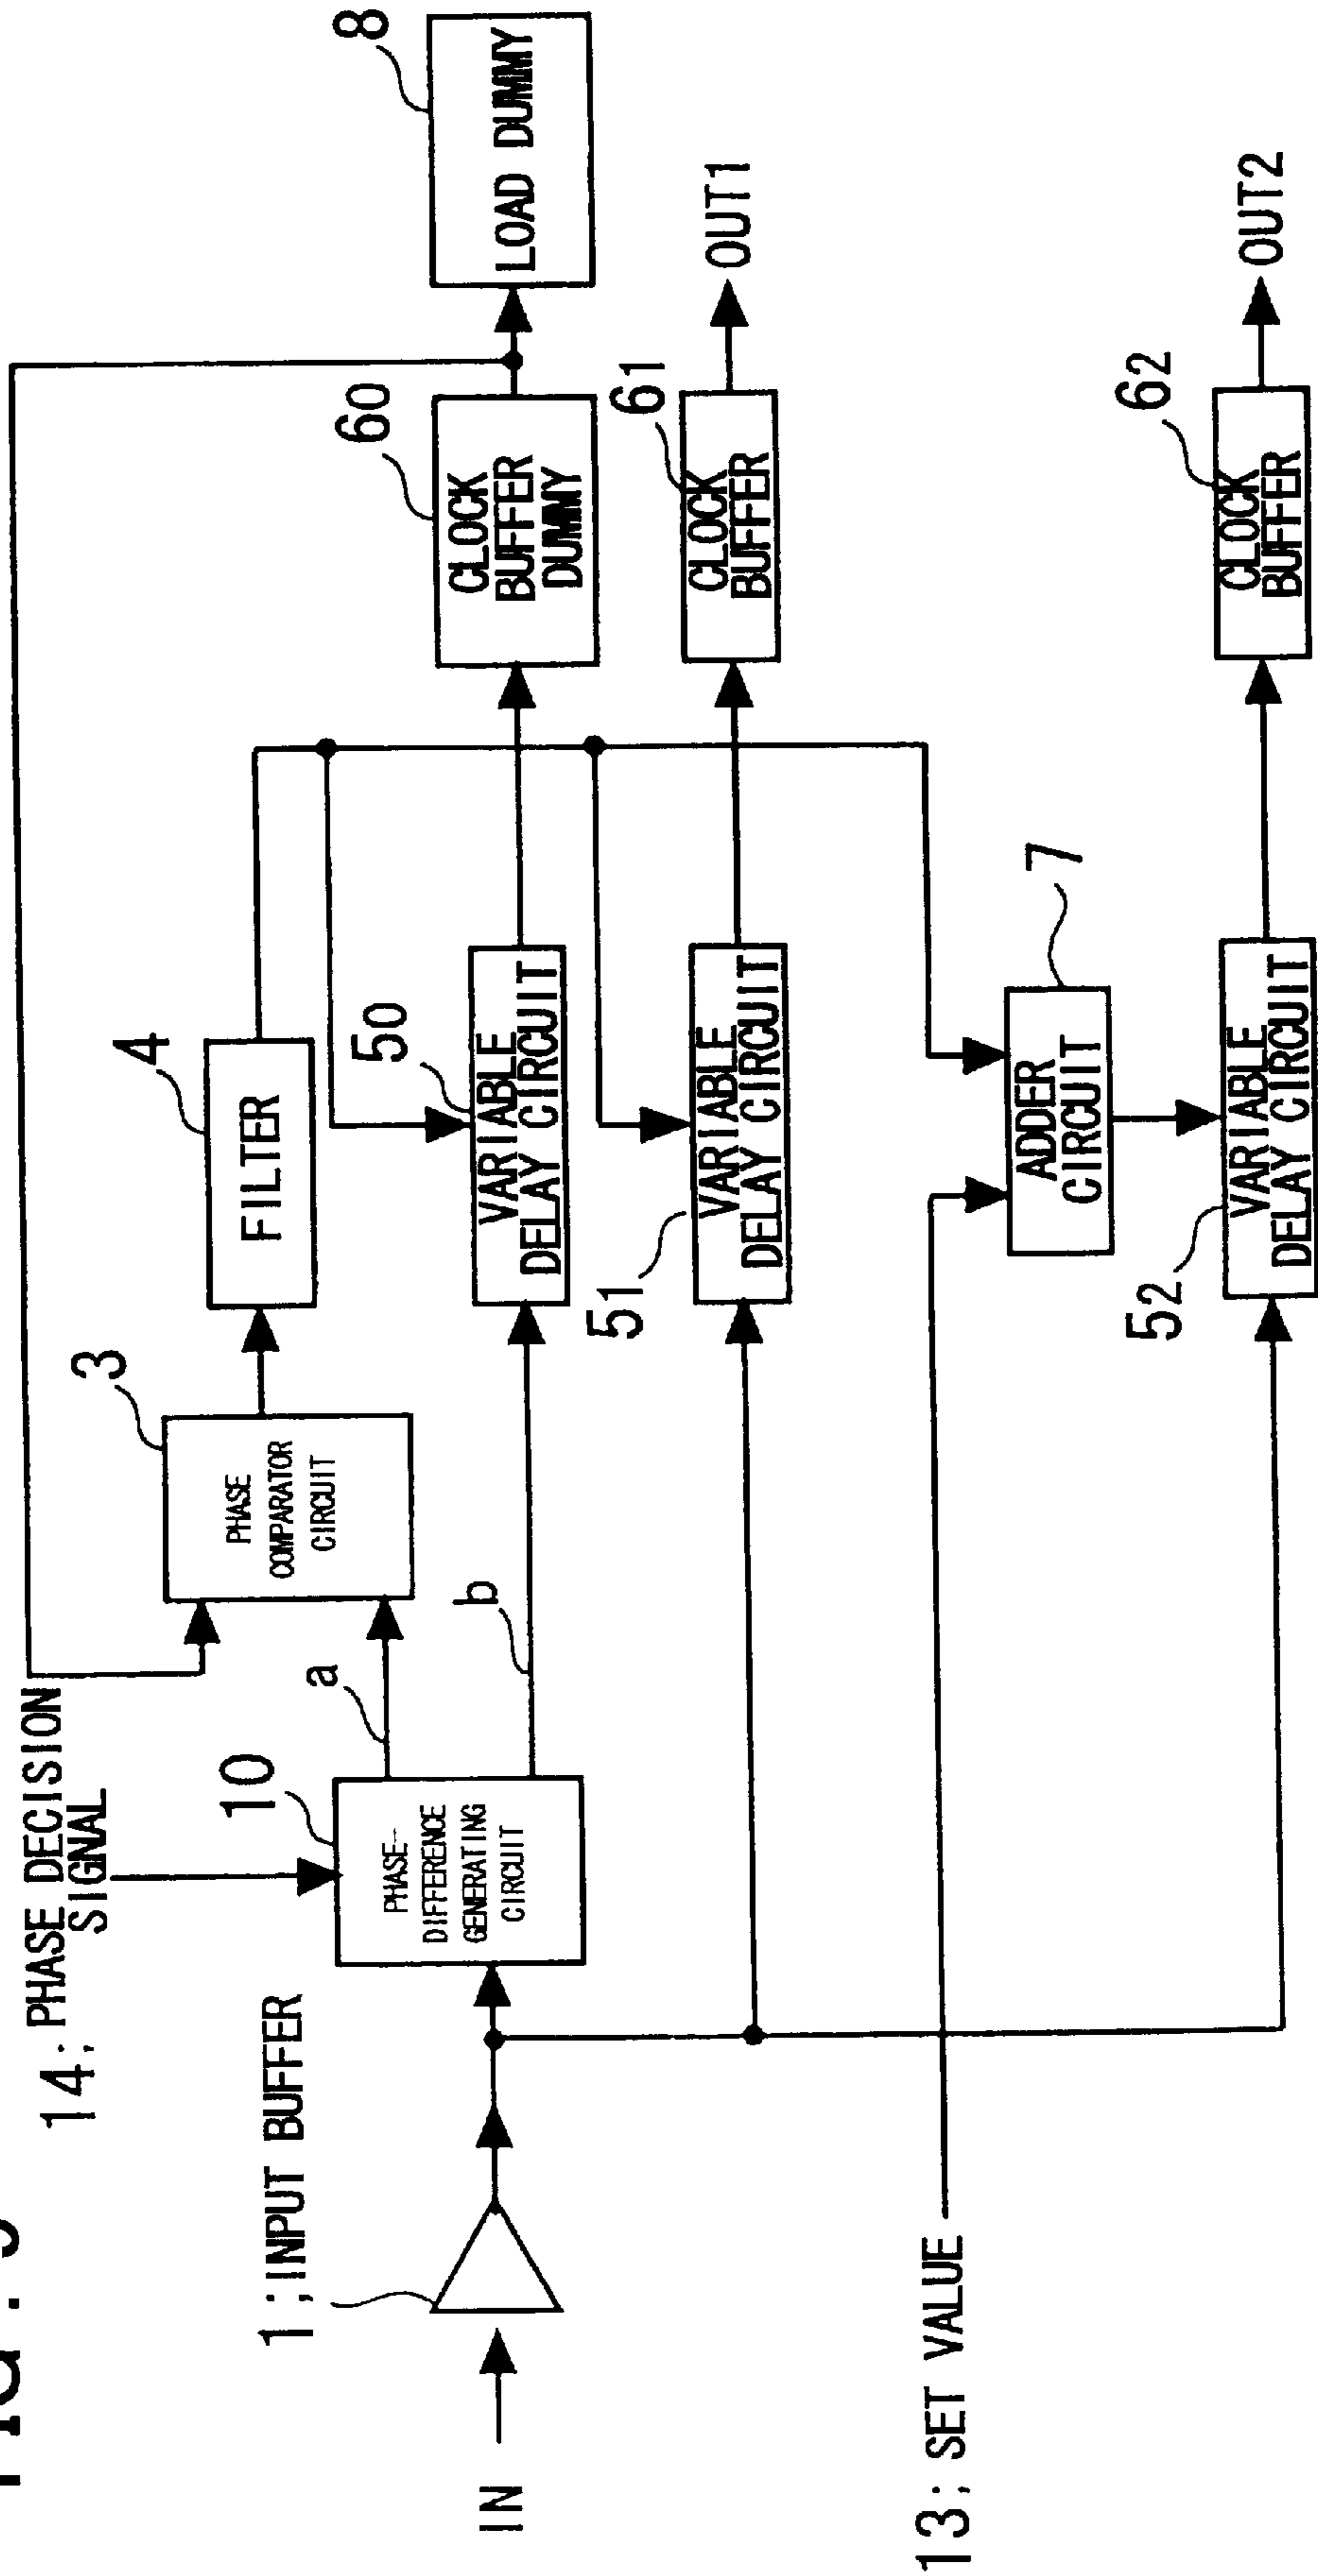 14; PHASE DECISION
SIGNAL
1; INPUT BUFFER
IN
10
PHASE-
DIFFERENCE
GENERATING
CIRCUIT
a
b
3
PHASE
COMPARATOR
CIRCUIT
4
FILTER
50
VARIABLE
DELAY CIRCUIT
60
CLOCK
BUFFER
DUMMY
8
LOAD DUMMY
51
VARIABLE
DELAY CIRCUIT
61
CLOCK
BUFFER
OUT1
13; SET VALUE
7
ADDER
CIRCUIT
52
VARIABLE
DELAY CIRCUIT
62
CLOCK
BUFFER
OUT2